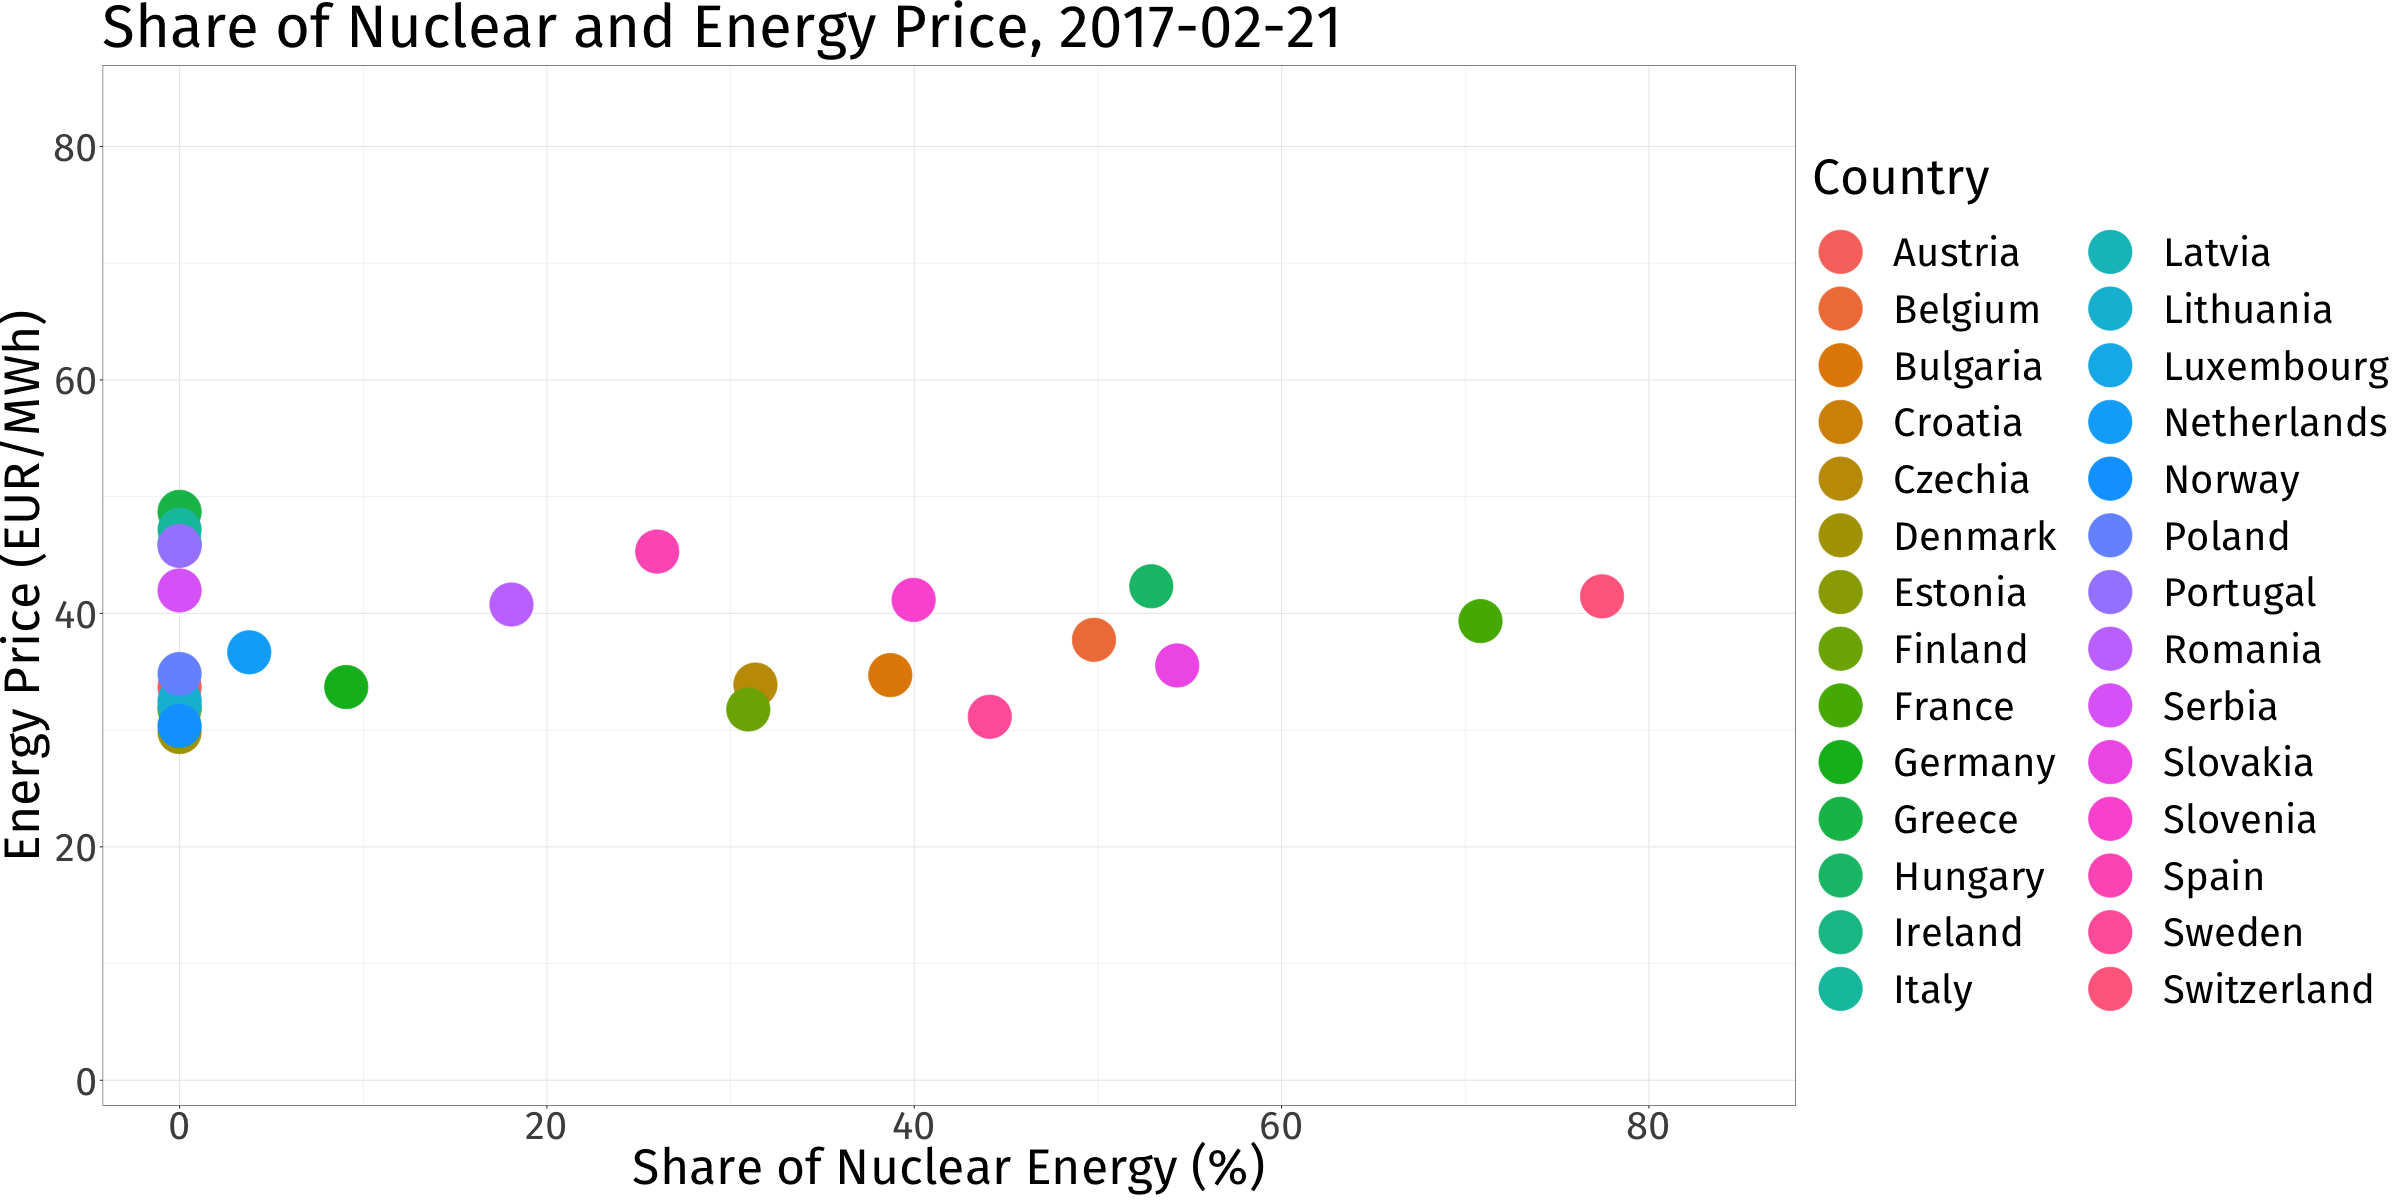 Share of Nuclear and Energy Price, 2017-02-21
Energy Price (EUR/MWh)
80
60
40
20
0
0
20
40
60
80
Share of Nuclear Energy (%)
Country
Austria
Belgium
Bulgaria
Croatia
Czechia
Denmark
Estonia
Finland
France
Germany
Greece
Hungary
Ireland
Italy
Latvia
Lithuania
Luxembourg
Netherlands
Norway
Poland
Portugal
Romania
Serbia
Slovakia
Slovenia
Spain
Sweden
Switzerland